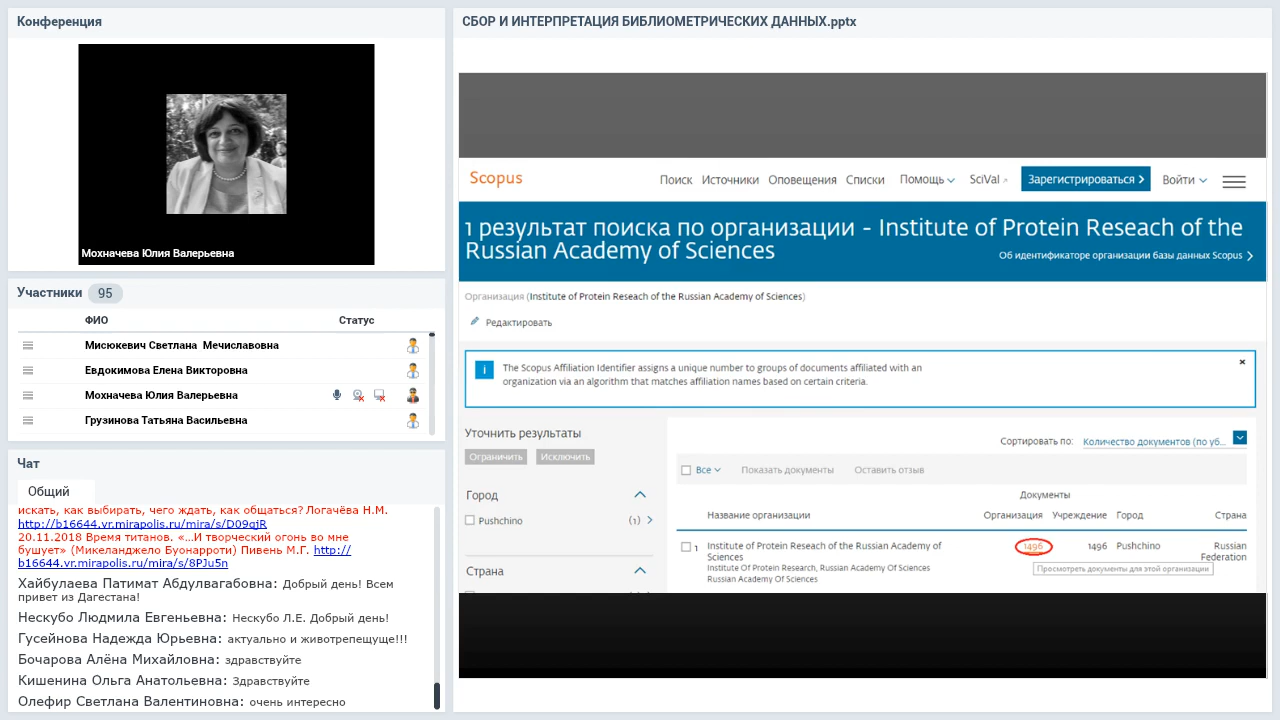 Конференция
Мохначева Юлия Валерьевна
Участники 95
ФИО Статус
Мисюкевич Светлана Мечиславовна
Евдокимова Елена Викторовна
Мохначева Юлия Валерьевна
Грузинова Татьяна Васильевна
Чат
Общий
искать, как выбирать, чего ждать, как общаться? Логачёва Н.М.
http://b16644.vr.mirapolis.ru/mira/s/D09qjR
20.11.2018 Время титанов. «...И творческий огонь во мне
бушует» (Микеланджело Буонарроти) Пивень М.Г. http://
b16644.vr.mirapolis.ru/mira/s/8PJu5n
Хайбулаева Патимат Абдулвагабовна: Добрый день! Всем
привет из Дагестана!
Нескубо Людмила Евгеньевна: Нескубо Л.Е. Добрый день!
Гусейнова Надежда Юрьевна: актуально и животрепещуще!!!
Бочарова Алёна Михайловна: здравствуйте
Кишенина Ольга Анатольевна: Здравствуйте
Олефир Светлана Валентиновна: очень интересно
СБОР И ИНТЕРПРЕТАЦИЯ БИБЛИОМЕТРИЧЕСКИХ ДАННЫХ.pptx
Scopus Поиск Источники Оповещения Списки Помощь SciVal Зарегистрироваться Войти
1 результат поиска по организации - Institute of Protein Reseach of the
Russian Academy of Sciences
Об идентификаторе организации базы данных Scopus
Организация (Institute of Protein Reseach of the Russian Academy of Sciences)
Редактировать
i The Scopus Affiliation Identifier assigns a unique number to groups of documents affiliated with an
organization via an algorithm that matches affiliation names based on certain criteria.
Уточнить результаты
Ограничить Исключить
Город
Pushchino (1)
Страна
Сортировать по: Количество документов (по уб...
Все Показать документы Оставить отзыв
Документы
Название организации Организация Учреждение Город Страна
1 Institute of Protein Reseach of the Russian Academy of 1496 1496 Pushchino Russian
Sciences Federation
Institute Of Protein Research, Russian Academy Of Sciences
Russian Academy Of Sciences
Просмотреть документы для этой организации